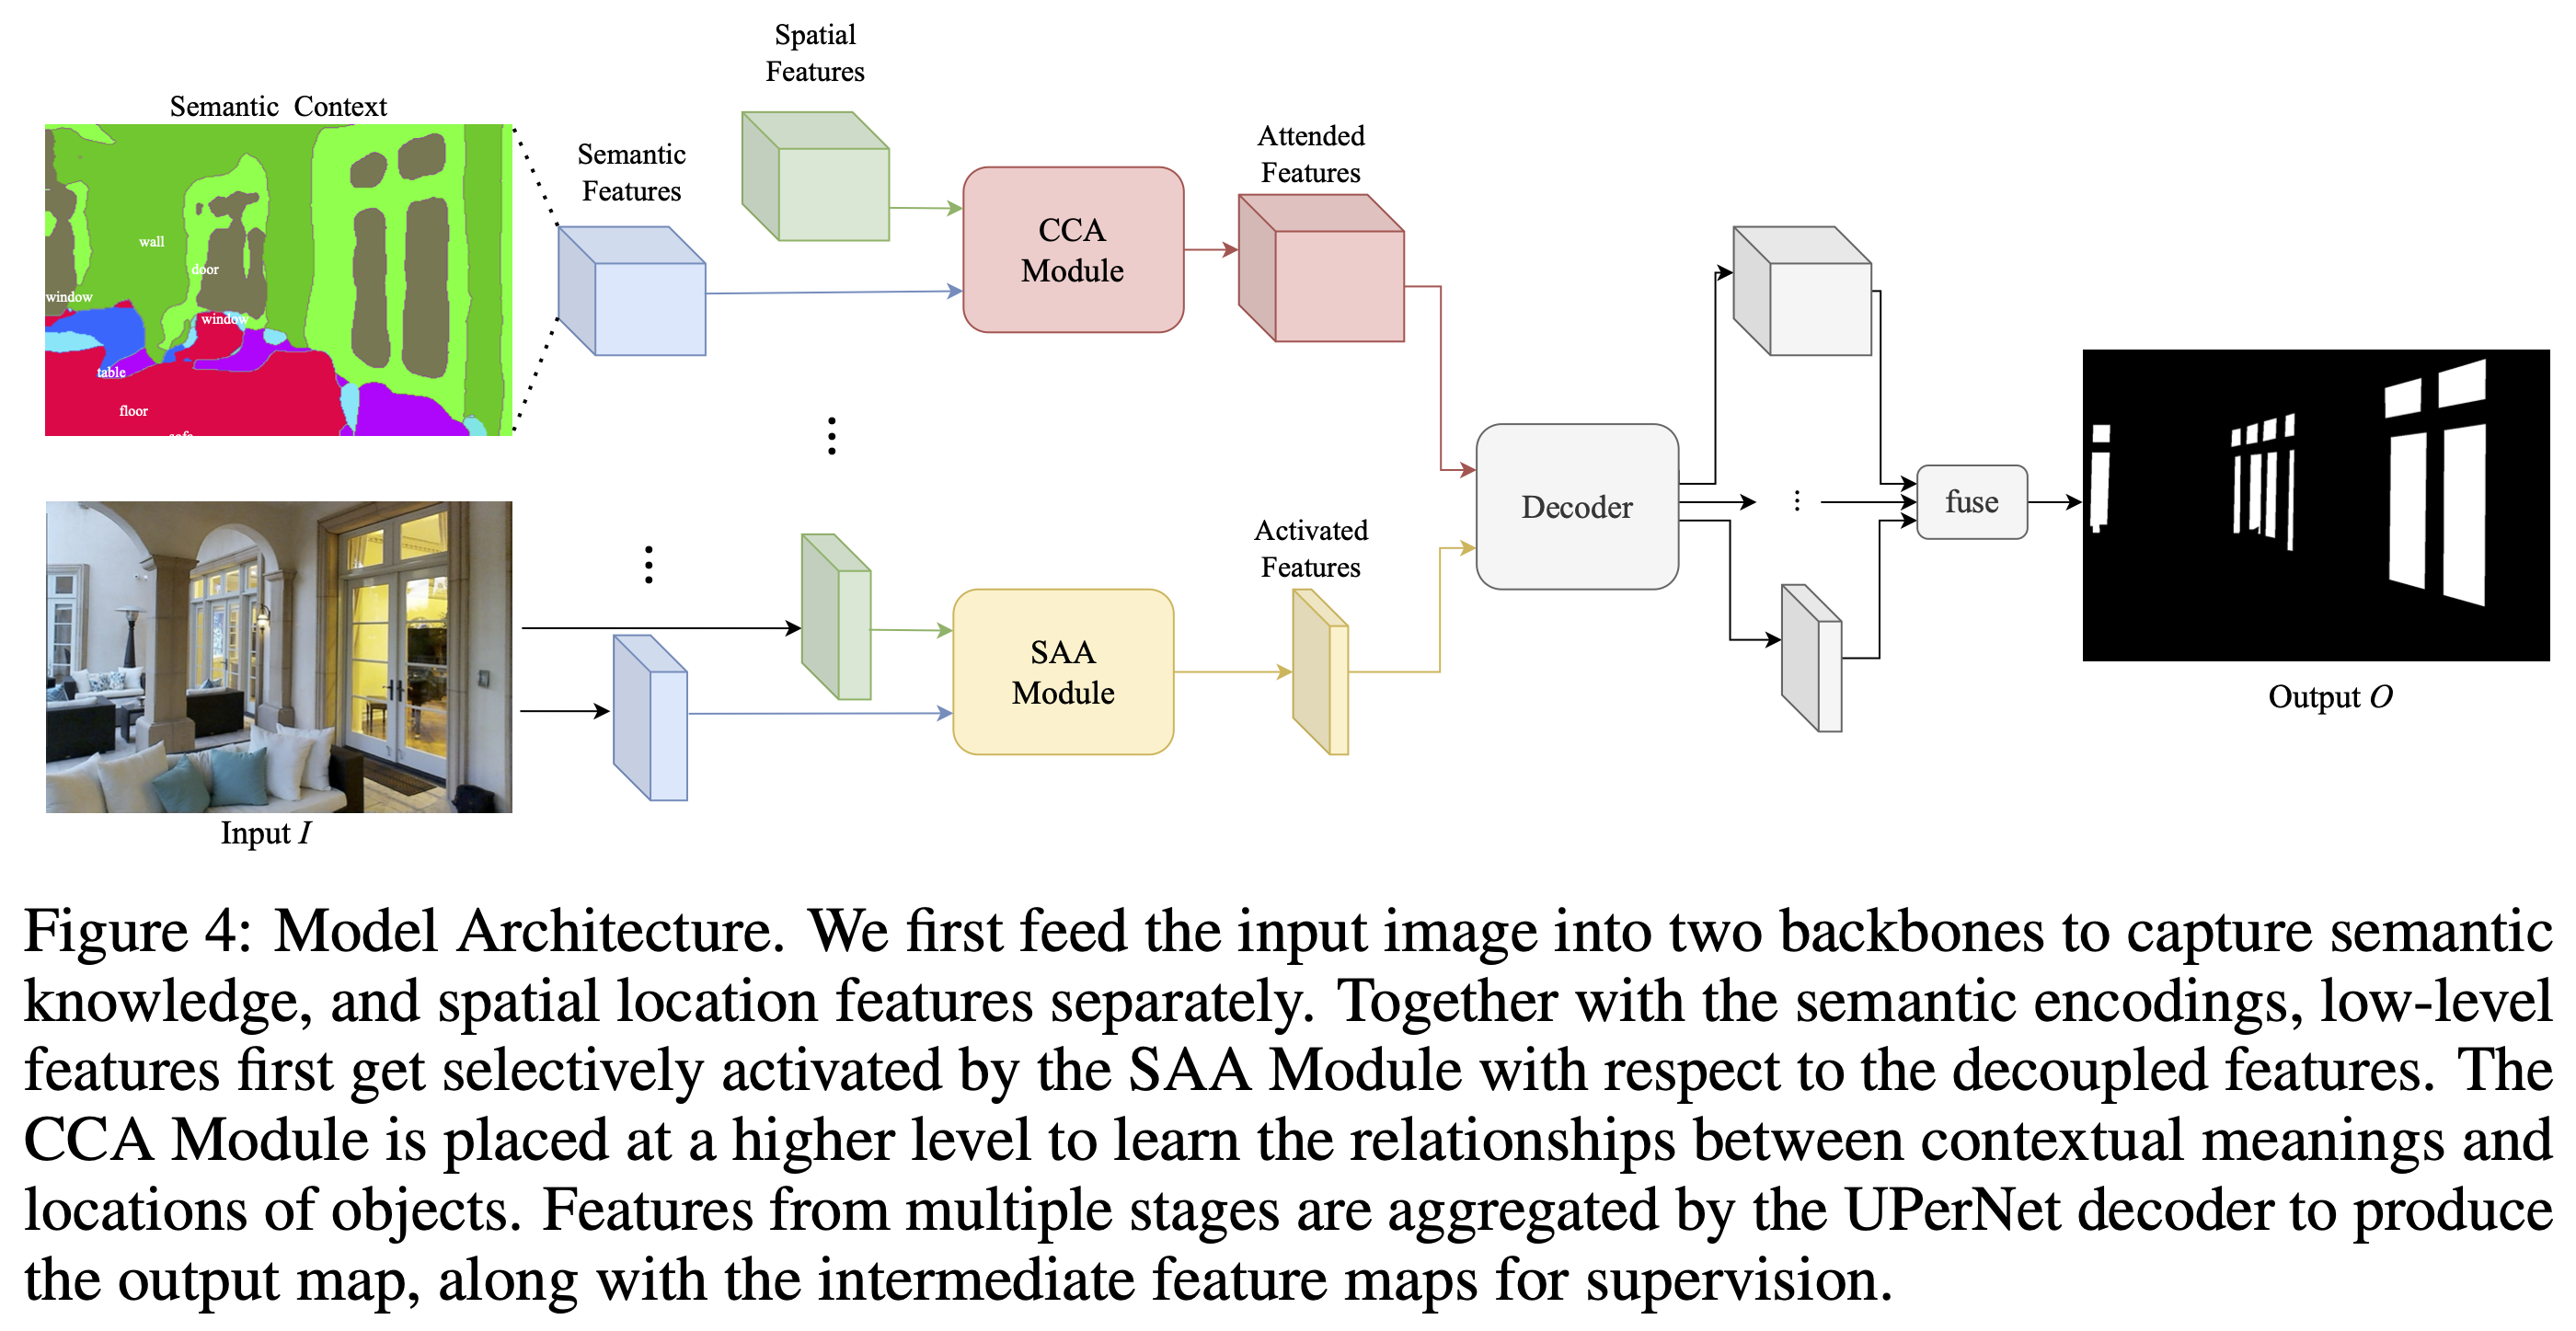 Spatial
Features
Semantic Context
Semantic
Features
Attended
Features
CCA
Module
wall
door
window
window
table
floor
sofa
Activated
Features
Decoder
fuse
SAA
Module
Output O
Input I
Figure 4: Model Architecture. We first feed the input image into two backbones to capture semantic
knowledge, and spatial location features separately. Together with the semantic encodings, low-level
features first get selectively activated by the SAA Module with respect to the decoupled features. The
CCA Module is placed at a higher level to learn the relationships between contextual meanings and
locations of objects. Features from multiple stages are aggregated by the UPerNet decoder to produce
the output map, along with the intermediate feature maps for supervision.